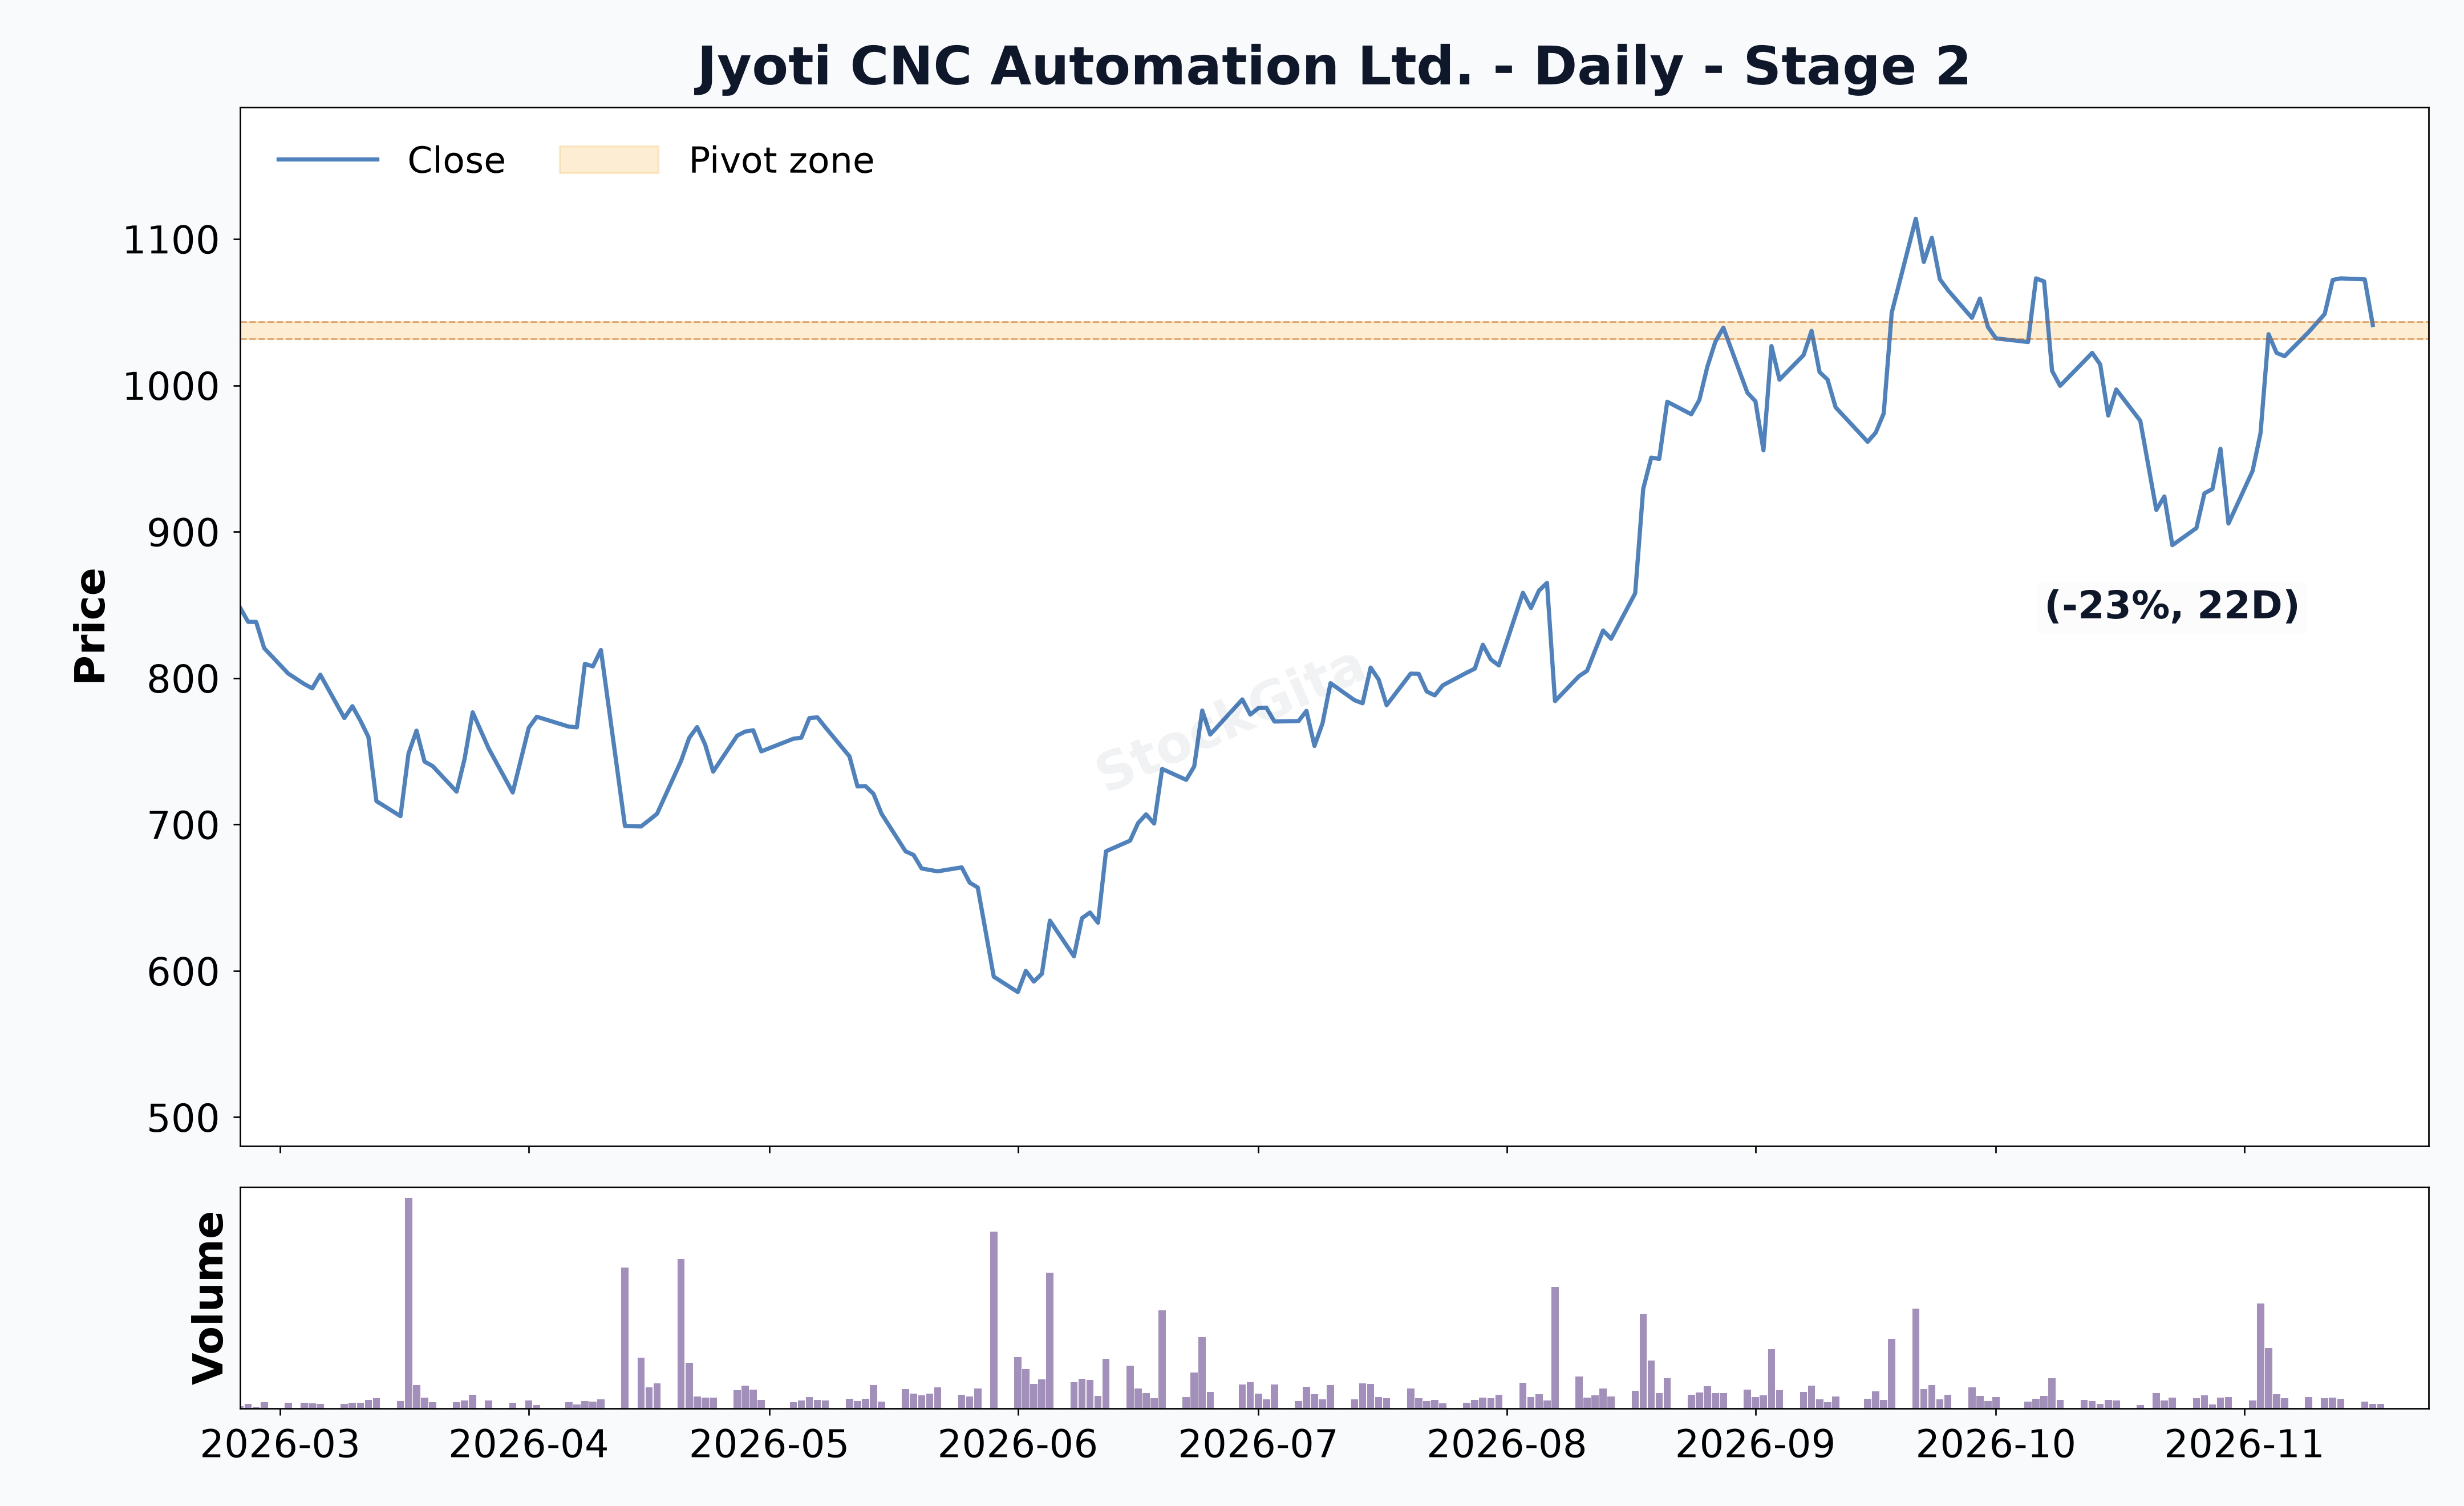 Jyoti CNC Automation Ltd. - Daily - Stage 2
Close
Pivot zone
1100
1000
900
800
700
600
500
Price
(-23%, 22D)
StockGita
Volume
2026-03
2026-04
2026-05
2026-06
2026-07
2026-08
2026-09
2026-10
2026-11